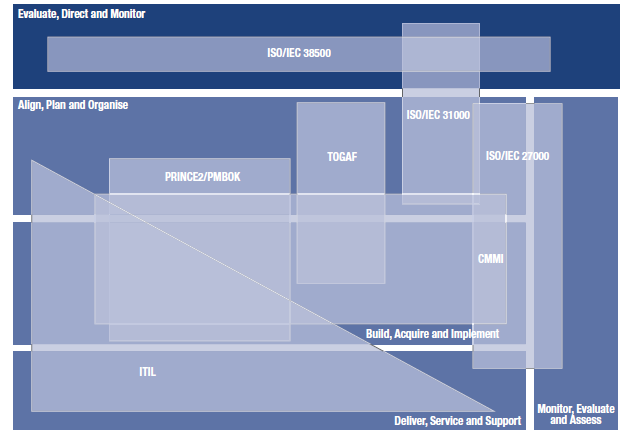 Evaluate, Direct and Monitor
ISO/IEC 38500
Align, Plan and Organise
ISO/IEC 31000
TOGAF
ISO/IEC 27000
PRINCE2/PMBOK
CMMI
Build, Acquire and Implement
ITIL
Monitor, Evaluate
and Assess
Deliver, Service and Support